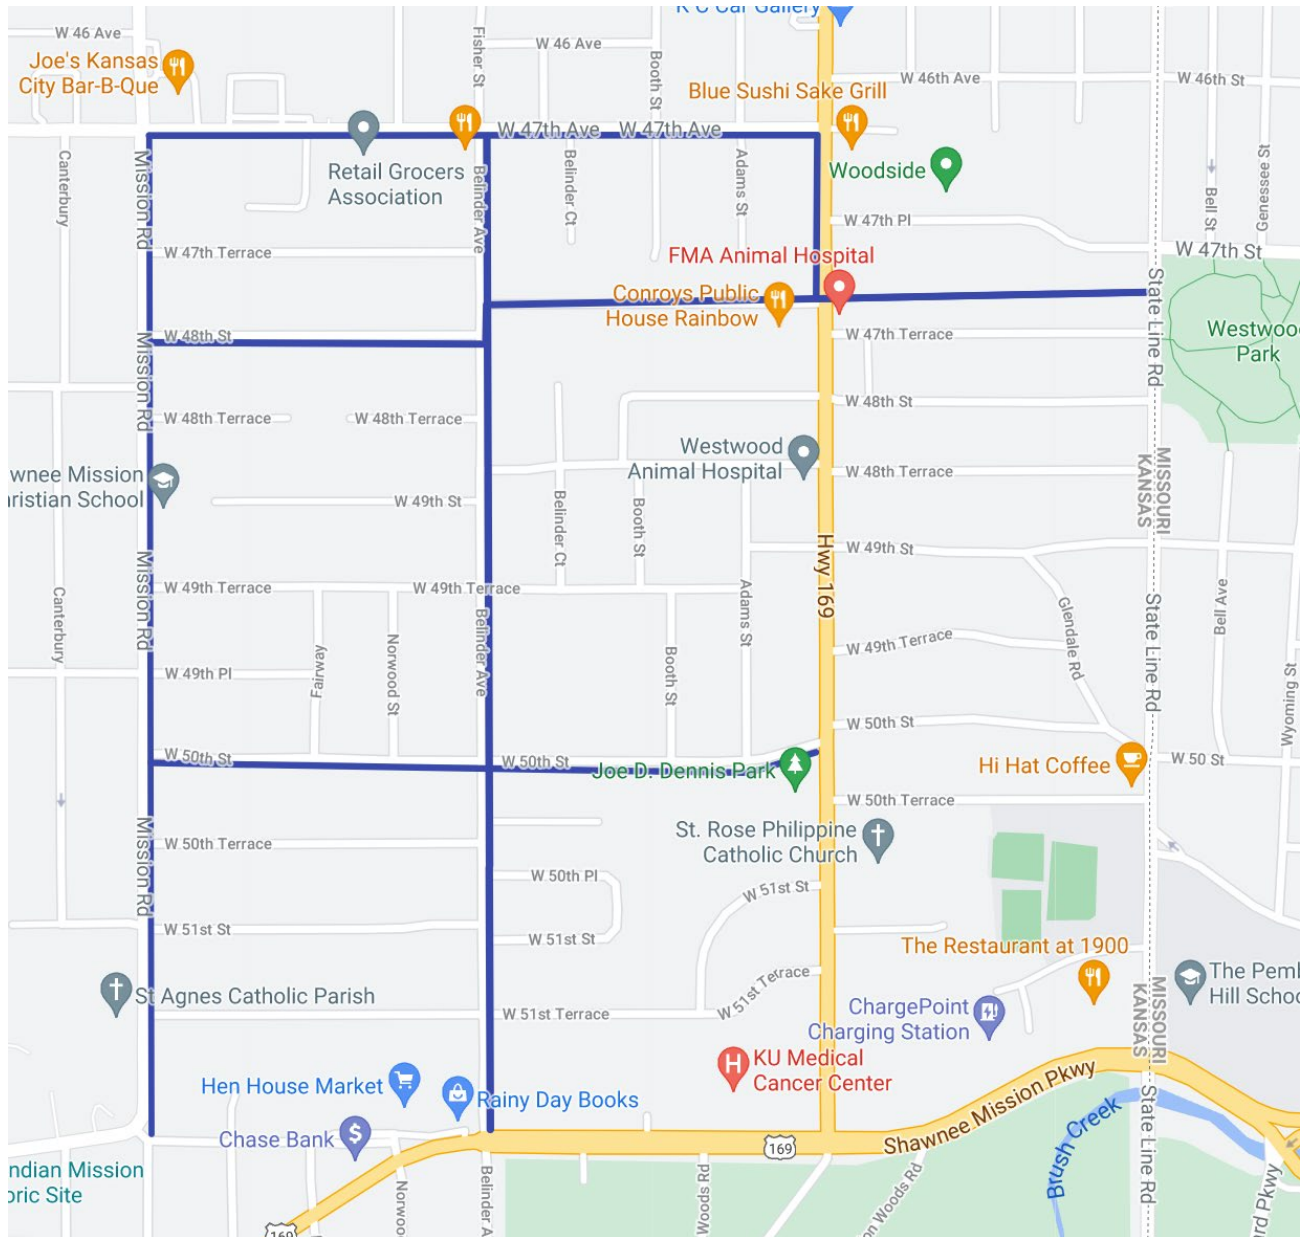 K C Car Gallery
W 46 Ave
Fisher St
W 46 Ave
Booth St
W 46th Ave
W 46th St
Joe's Kansas
City Bar-B-Que
Blue Sushi Sake Grill
W 47th Ave
W 47th Ave
Canterbury
Mission Rd
Retail Grocers
Association
Belinder Ave
Belinder Ct
Adams St
Woodside
Bell St
Genessee St
W 47th Pl
W 47th Terrace
W 47th St
FMA Animal Hospital
Conroys Public
House Rainbow
State Line Rd
W 48th St
Mission Rd
W 47th Terrace
Westwoo
Park
W 48th Terrace
W 48th Terrace
W 48th St
Westwood
Animal Hospital
W 48th Terrace
MISSOURI
KANSAS
wnee Mission
ristian School
W 49th St
Belinder Ct
Booth St
Hwy 169
W 49th St
Canterbury
Mission Rd
W 49th Terrace
W 49th Terrace
Belinder Ave
Adams St
Glendale Rd
State Line Rd
Bell Ave
W 49th Terrace
W 49th Pl
Fairway
Norwood St
Booth St
Wyoming St
W 50th St
W 50th St
W 50th St
Joe D. Dennis Park
Hi Hat Coffee
W 50 St
W 50th Terrace
Mission Rd
W 50th Terrace
St. Rose Philippine
Catholic Church
W 50th Pl
W 51st St
W 51st St
W 51st St
The Restaurant at 1900
St Agnes Catholic Parish
W 51st Terrace
W 51st Terrace
ChargePoint
Charging Station
MISSOURI
KANSAS
The Pemb
Hill Schoo
Hen House Market
Rainy Day Books
KU Medical
Cancer Center
Shawnee Mission Pkwy
Brush Creek
State Line Rd
Chase Bank
169
ndian Mission
oric Site
Norwoo
Belinder A
Woods Rd
on Woods Rd
ard Pkwy
169